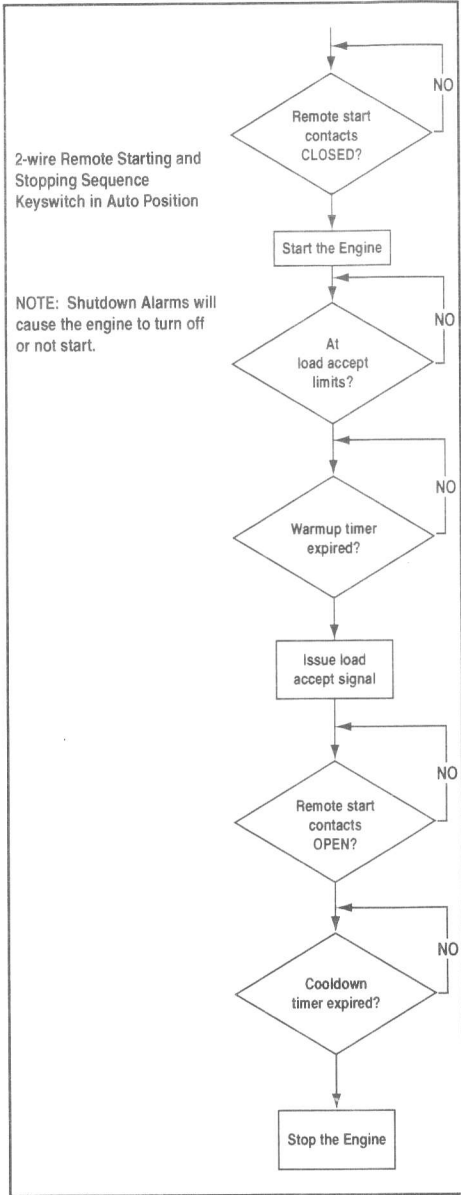 NO
Remote start
contacts
CLOSED?
2-wire Remote Starting and
Stopping Sequence
Keyswitch in Auto Position
Start the Engine
NOTE: Shutdown Alarms will
cause the engine to turn off
or not start.
NO
At
load accept
limits?
NO
Warmup timer
expired?
Issue load
accept signal
NO
Remote start
contacts
OPEN?
NO
Cooldown
timer expired?
Stop the Engine